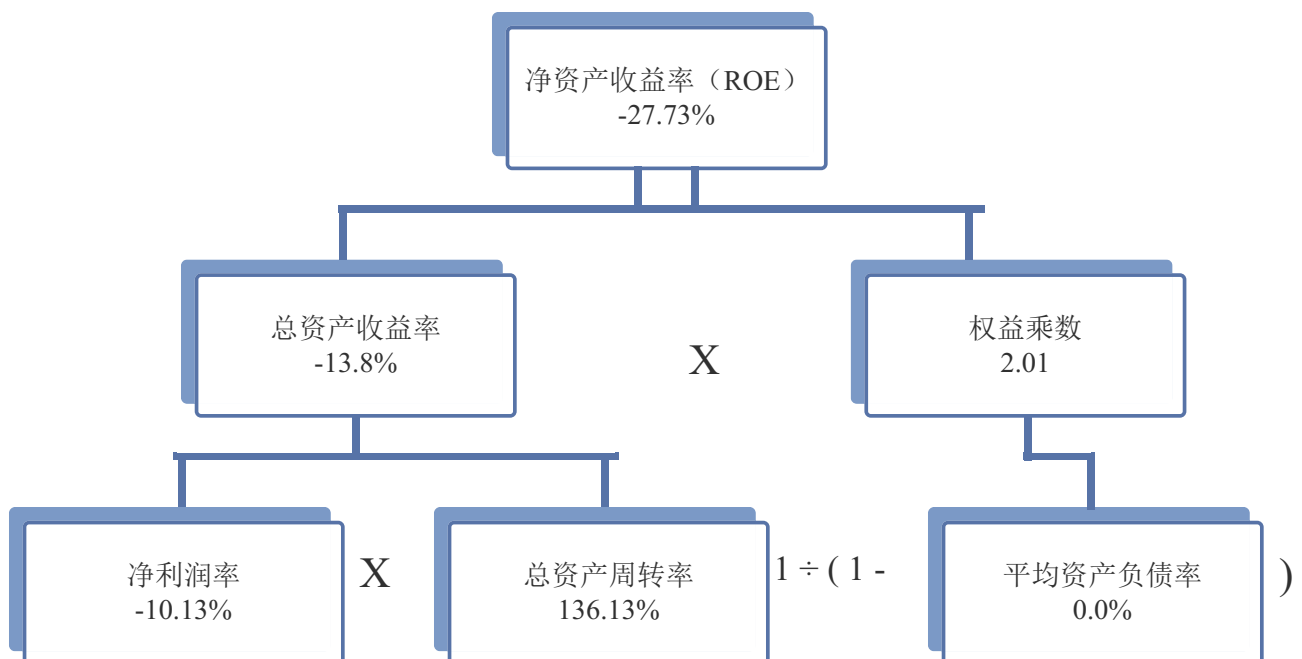 净资产收益率（ROE）
-27.73%
总资产收益率
-13.8%
X
权益乘数
2.01
净利润率
-10.13%
X
总资产周转率
136.13%
1 ÷ ( 1 -
平均资产负债率
0.0%
)